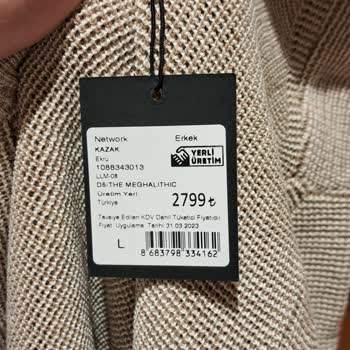 Network Erkek
KAZAK
Ekru
1088343013
LLM-08
D8-THE MEGHALITHIC
YERLİ
ÜRETİM
Üretim Yeri
Türkiye
2799₺
Tavsiye Edilen KDV Dahil Tüketici Fiyatıdır
Fiyat Uygulama Tarihi:31.03.2023
L
8 683798 334162